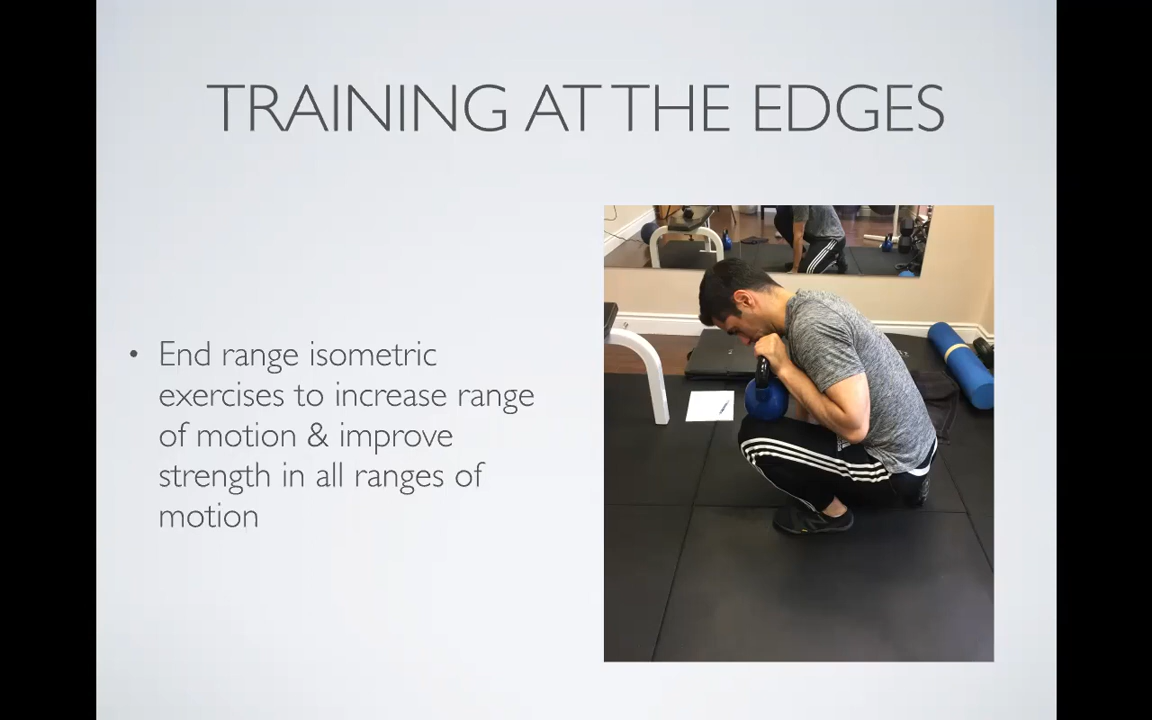 TRAINING AT THE EDGES
• End range isometric
exercises to increase range
of motion & improve
strength in all ranges of
motion